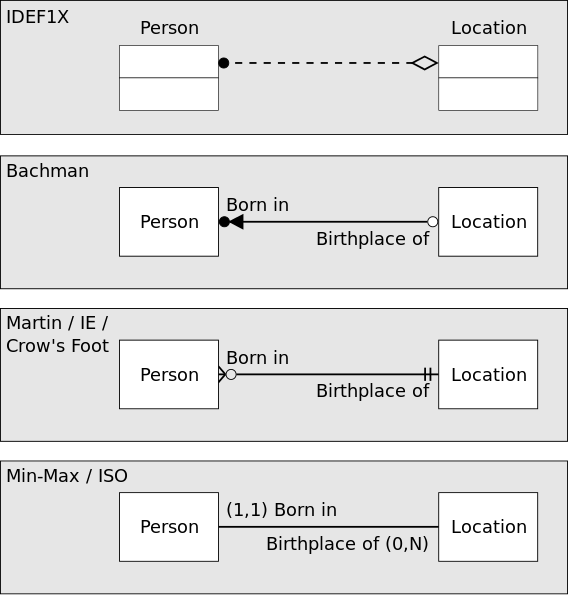 IDEF1X
Person
Location
Bachman
Person
Born in
Birthplace of
Location
Martin / IE /
Crow's Foot
Person
Born in
Birthplace of
Location
Min-Max / ISO
Person
(1,1) Born in
Birthplace of (0,N)
Location